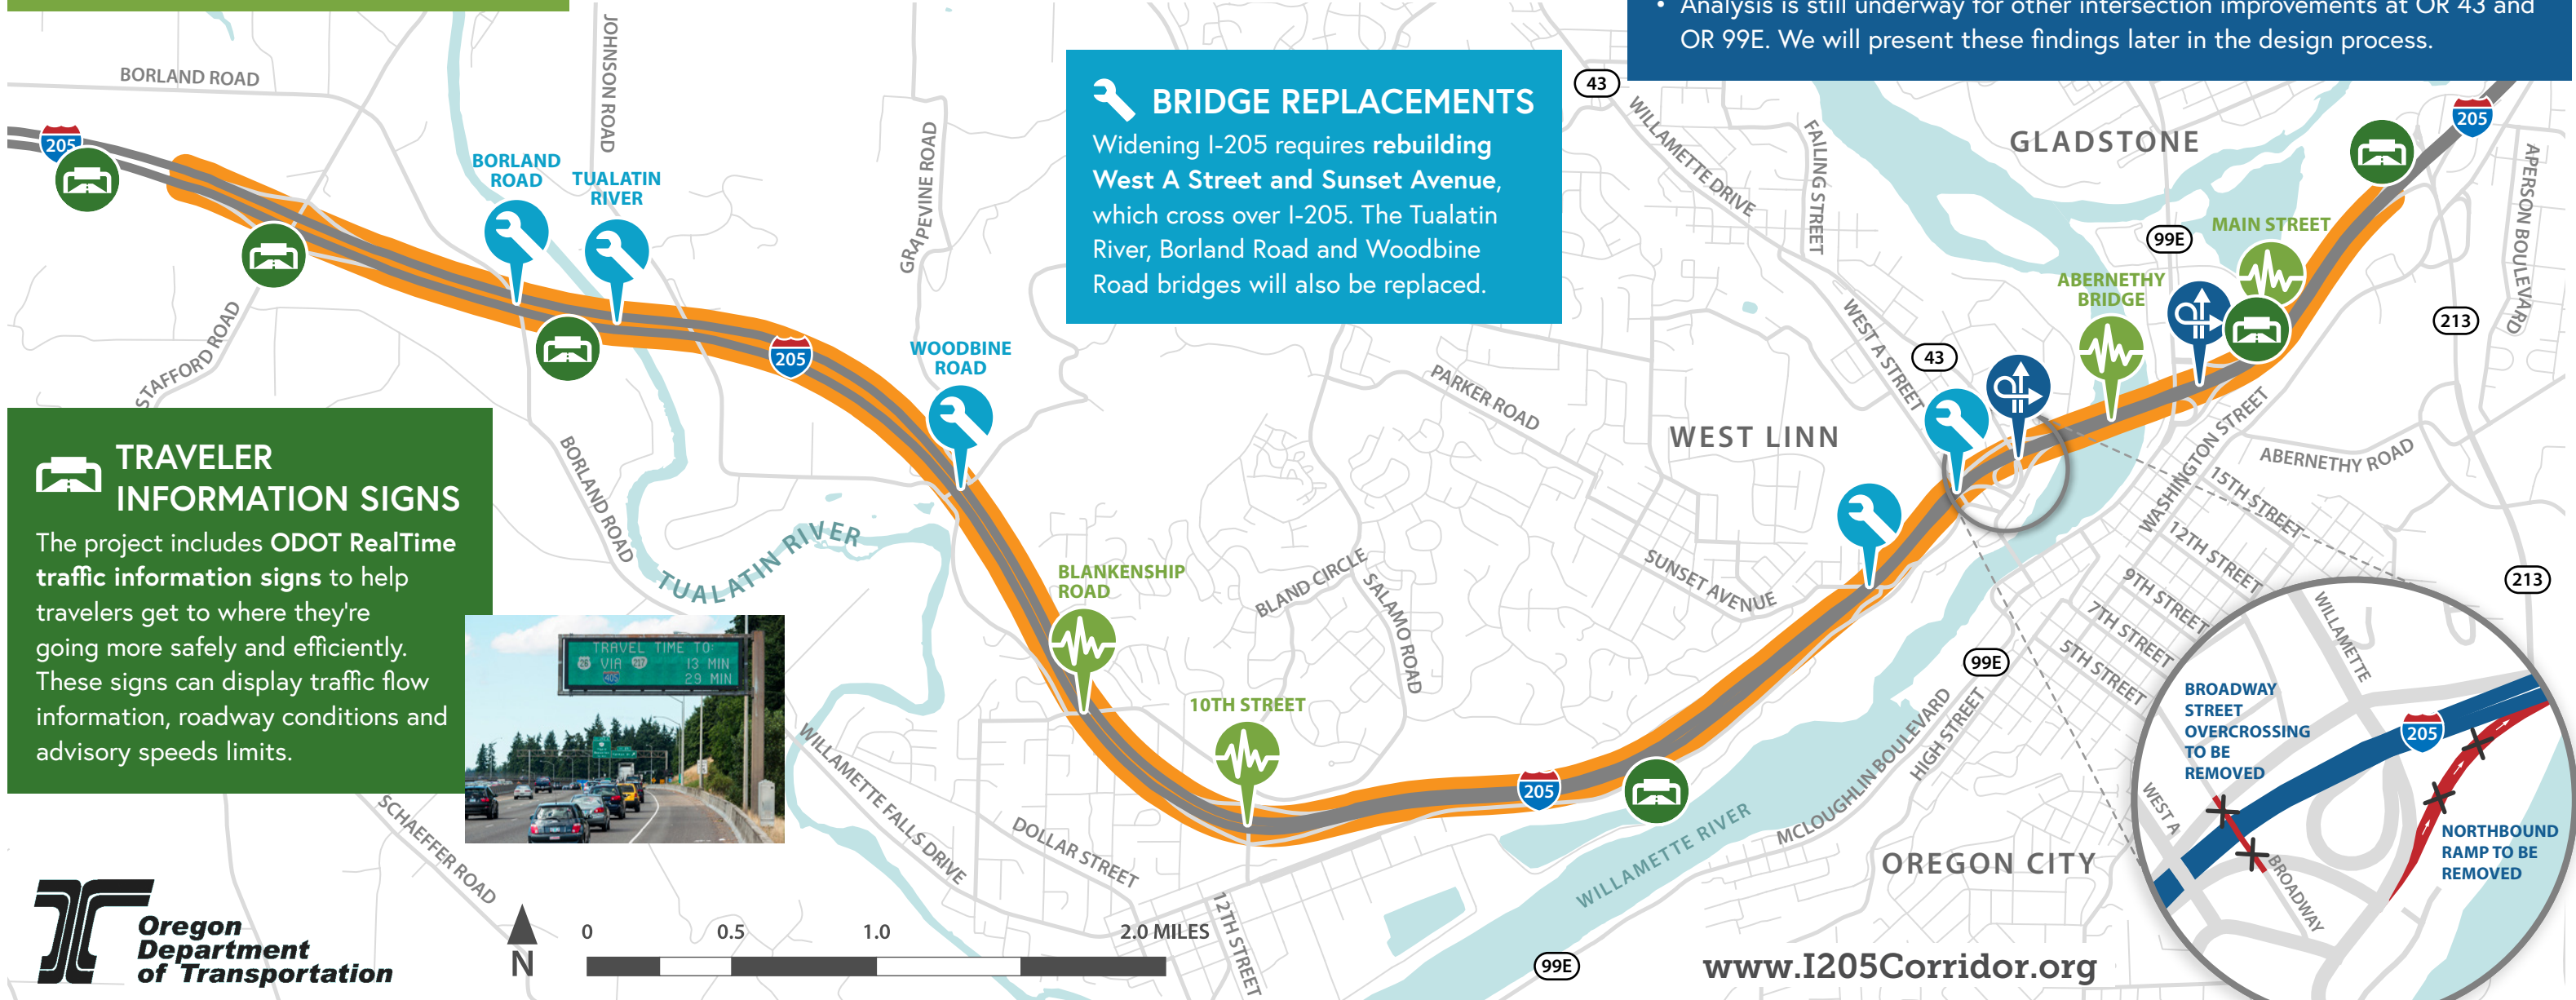 • Analysis is still underway for other intersection improvements at OR 43 and
OR 99E. We will present these findings later in the design process.
BRIDGE REPLACEMENTS
Widening I-205 requires rebuilding
West A Street and Sunset Avenue,
which cross over I-205. The Tualatin
River, Borland Road and Woodbine
Road bridges will also be replaced.
BORLAND ROAD
JOHNSON ROAD
205
BORLAND
ROAD
TUALATIN
RIVER
GRAPEVINE ROAD
STAFFORD ROAD
205
WOODBINE
ROAD
BORLAND ROAD
TUALATIN RIVER
TRAVELER
INFORMATION SIGNS
The project includes ODOT RealTime
traffic information signs to help
travelers get to where they're
going more safely and efficiently.
These signs can display traffic flow
information, roadway conditions and
advisory speeds limits.
TRAVEL TIME TO:
26 VIA 217 13 MIN
405 29 MIN
BLANKENSHIP
ROAD
10TH STREET
BLAND CIRCLE
SALAMO ROAD
PARKER ROAD
WEST LINN
SUNSET AVENUE
43
WILLAMETTE DRIVE
FAILING STREET
WEST A STREET
43
GLADSTONE
205
APERSON BOULEVARD
MAIN STREET
99E
ABERNETHY
BRIDGE
213
WASHINGTON STREET
ABERNETHY ROAD
15TH STREET
12TH STREET
9TH STREET
7TH STREET
5TH STREET
213
99E
205
WILLAMETTE RIVER
MCLOUGHLIN BOULEVARD
HIGH STREET
OREGON CITY
WILLAMETTE FALLS DRIVE
DOLLAR STREET
12TH STREET
SCHAEFFER ROAD
99E
WILLAMETTE
BROADWAY
STREET
OVERCROSSING
TO BE
REMOVED
205
WEST A
BROADWAY
NORTHBOUND
RAMP TO BE
REMOVED
Oregon
Department
of Transportation
N
0 0.5 1.0 2.0 MILES
www.I205Corridor.org